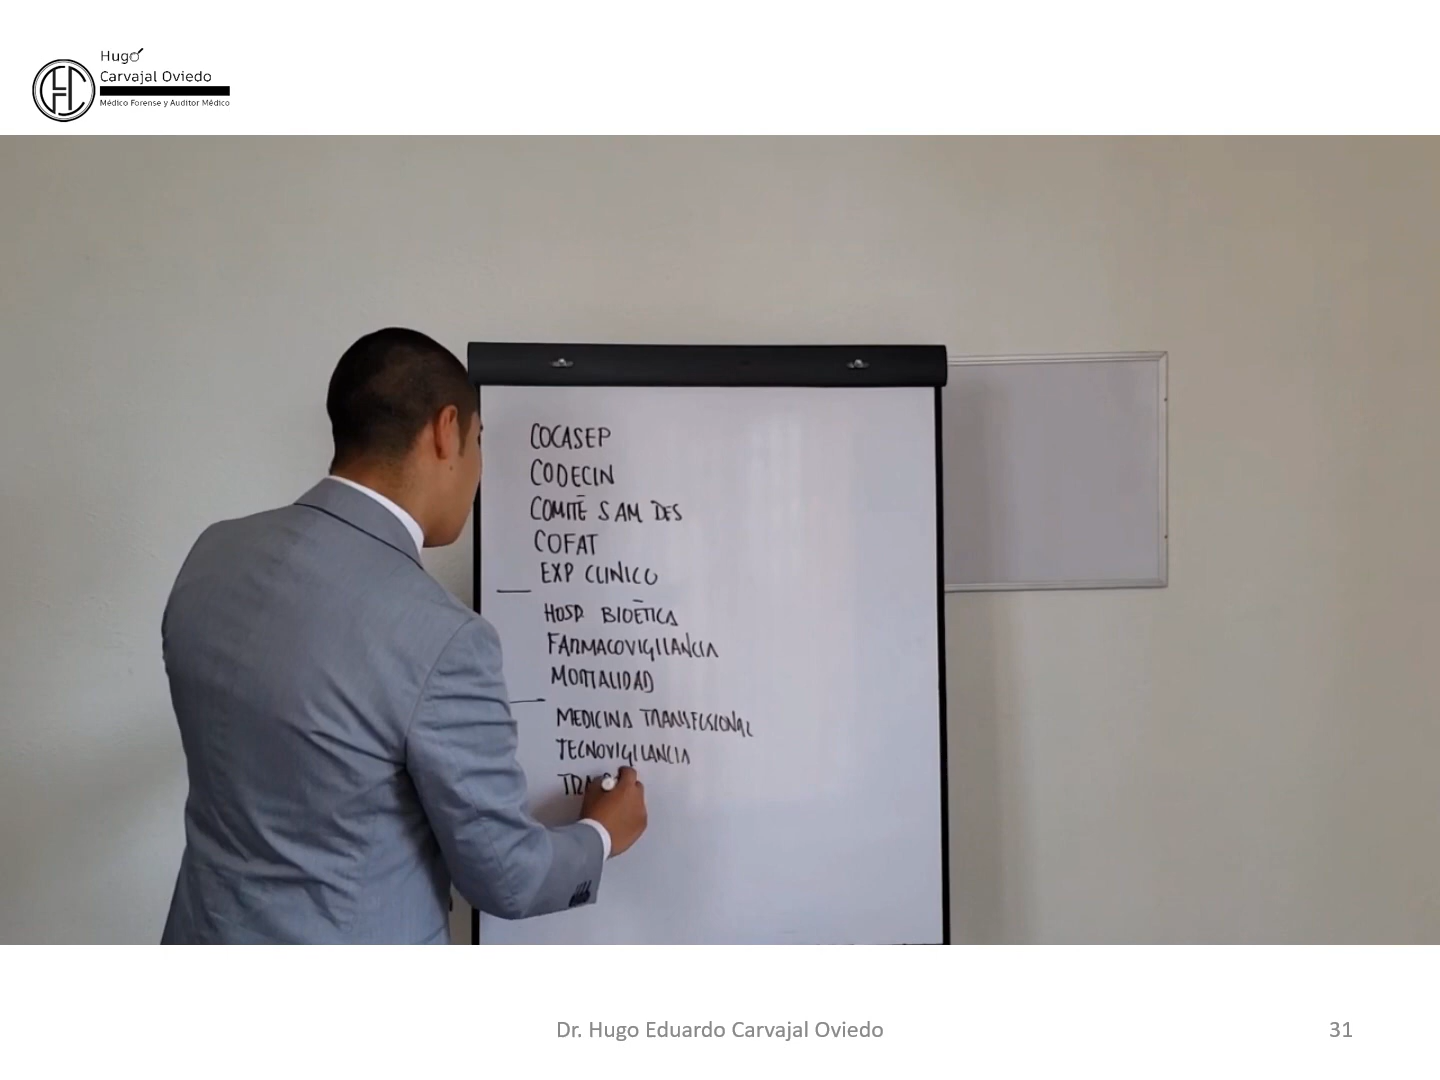 Hugo
Carvajal Oviedo
Médico Forense y Auditor Médico
COCASEP
CODECIN
COMITÉ SAM DES
COFAT
EXP CLINICO
HOSP. BIOÉTICA
FARMACOVIGILANCIA
MORTALIDAD
MEDICINA TRANSFUSIONAL
TECNOVIGILANCIA
Dr. Hugo Eduardo Carvajal Oviedo
31